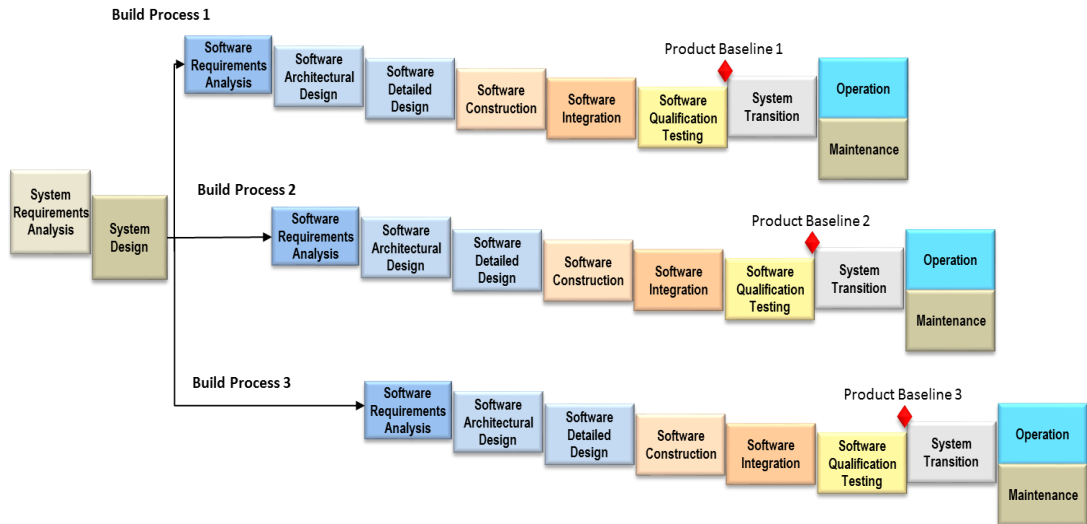 Build Process 1
Software
Requirements
Analysis
Software
Architectural
Design
Software
Detailed
Design
Software
Construction
Software
Integration
Software
Qualification
Testing
Product Baseline 1
System
Transition
Operation
Maintenance
System
Requirements
Analysis
System
Design
Build Process 2
Software
Requirements
Analysis
Software
Architectural
Design
Software
Detailed
Design
Software
Construction
Software
Integration
Software
Qualification
Testing
Product Baseline 2
System
Transition
Operation
Maintenance
Build Process 3
Software
Requirements
Analysis
Software
Architectural
Design
Software
Detailed
Design
Software
Construction
Software
Integration
Software
Qualification
Testing
Product Baseline 3
System
Transition
Operation
Maintenance